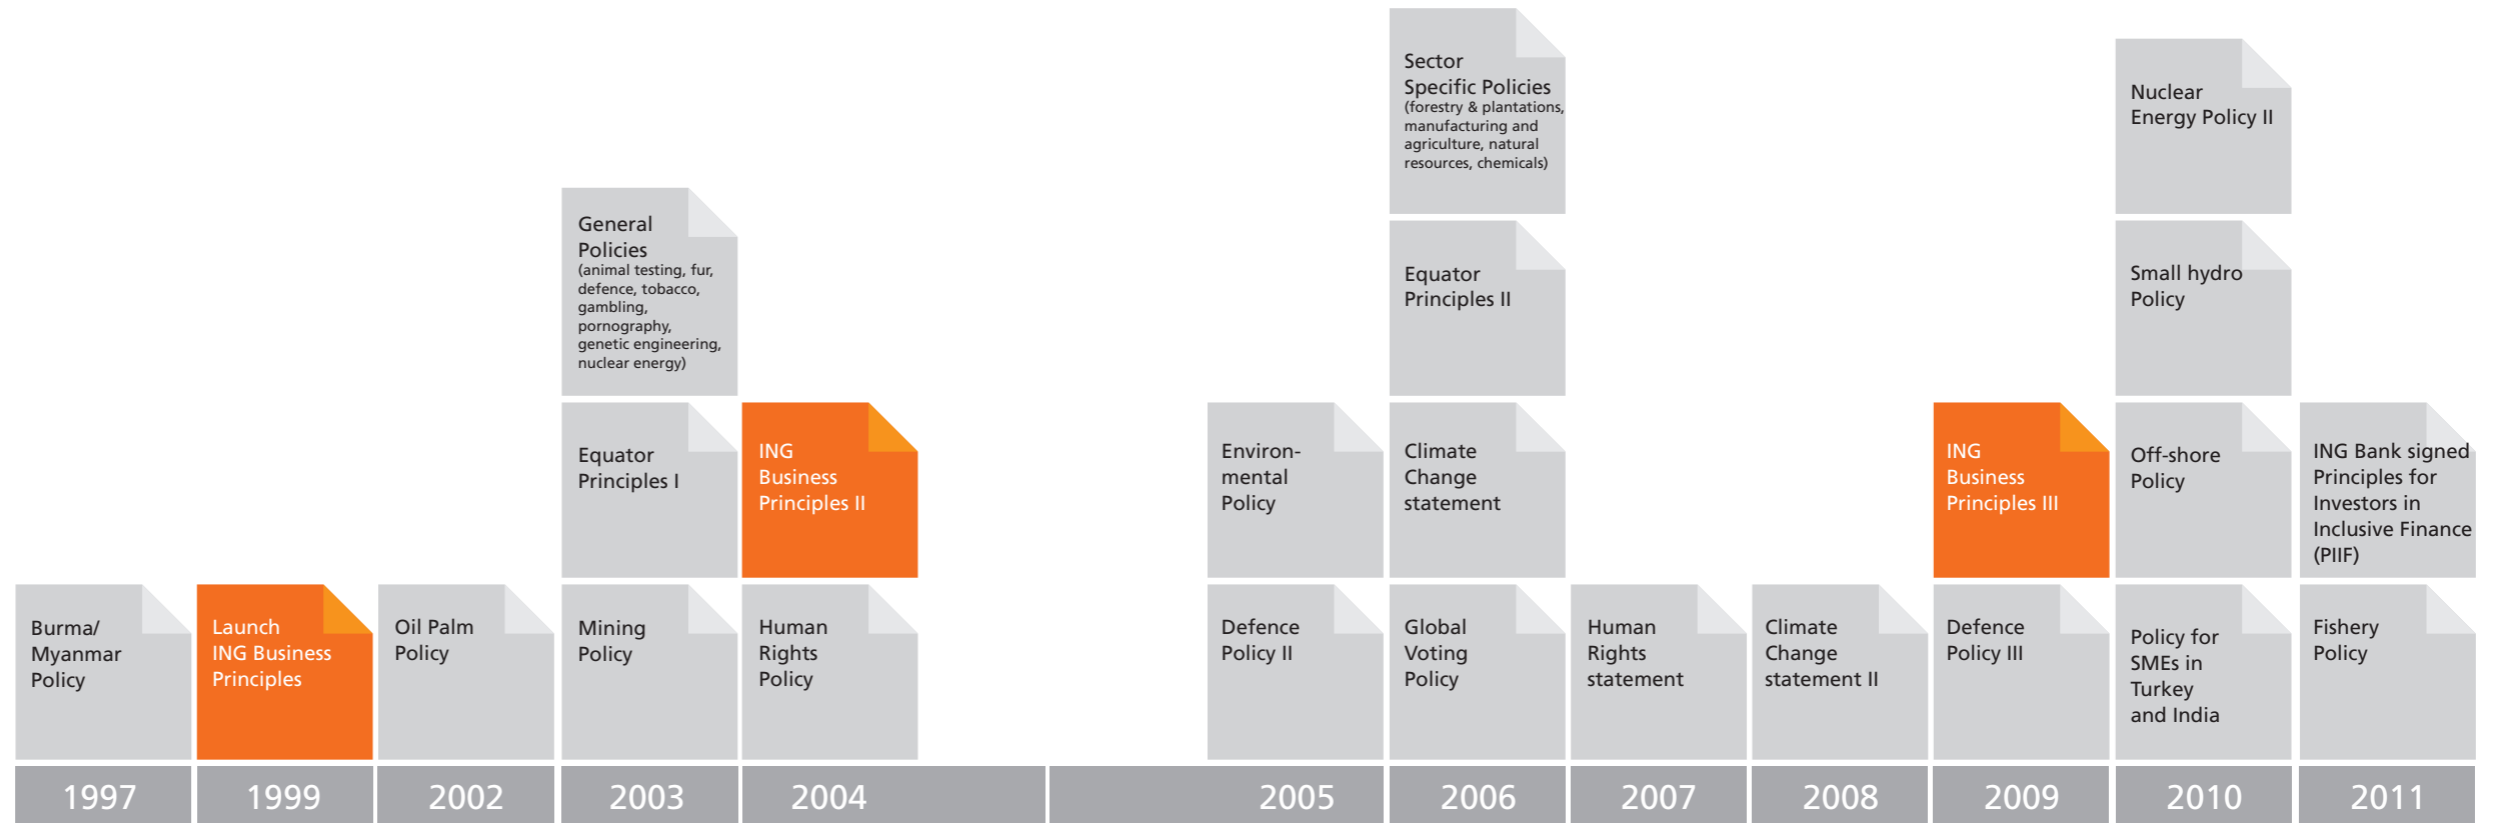 Burma/
Myanmar
Policy
1997
Launch
ING Business
Principles
1999
Oil Palm
Policy
2002
General
Policies
(animal testing, fur,
defence, tobacco,
gambling,
pornography,
genetic engineering,
nuclear energy)
Equator
Principles I
Mining
Policy
2003
ING
Business
Principles II
Human
Rights
Policy
2004
Environ-
mental
Policy
Defence
Policy II
2005
Sector
Specific Policies
(forestry & plantations,
manufacturing and
agriculture, natural
resources, chemicals)
Equator
Principles II
Climate
Change
statement
Global
Voting
Policy
2006
Human
Rights
statement
2007
Climate
Change
statement II
2008
ING
Business
Principles III
Defence
Policy III
2009
Nuclear
Energy Policy II
Small hydro
Policy
Off-shore
Policy
Policy for
SMEs in
Turkey
and India
2010
ING Bank signed
Principles for
Investors in
Inclusive Finance
(PIIF)
Fishery
Policy
2011